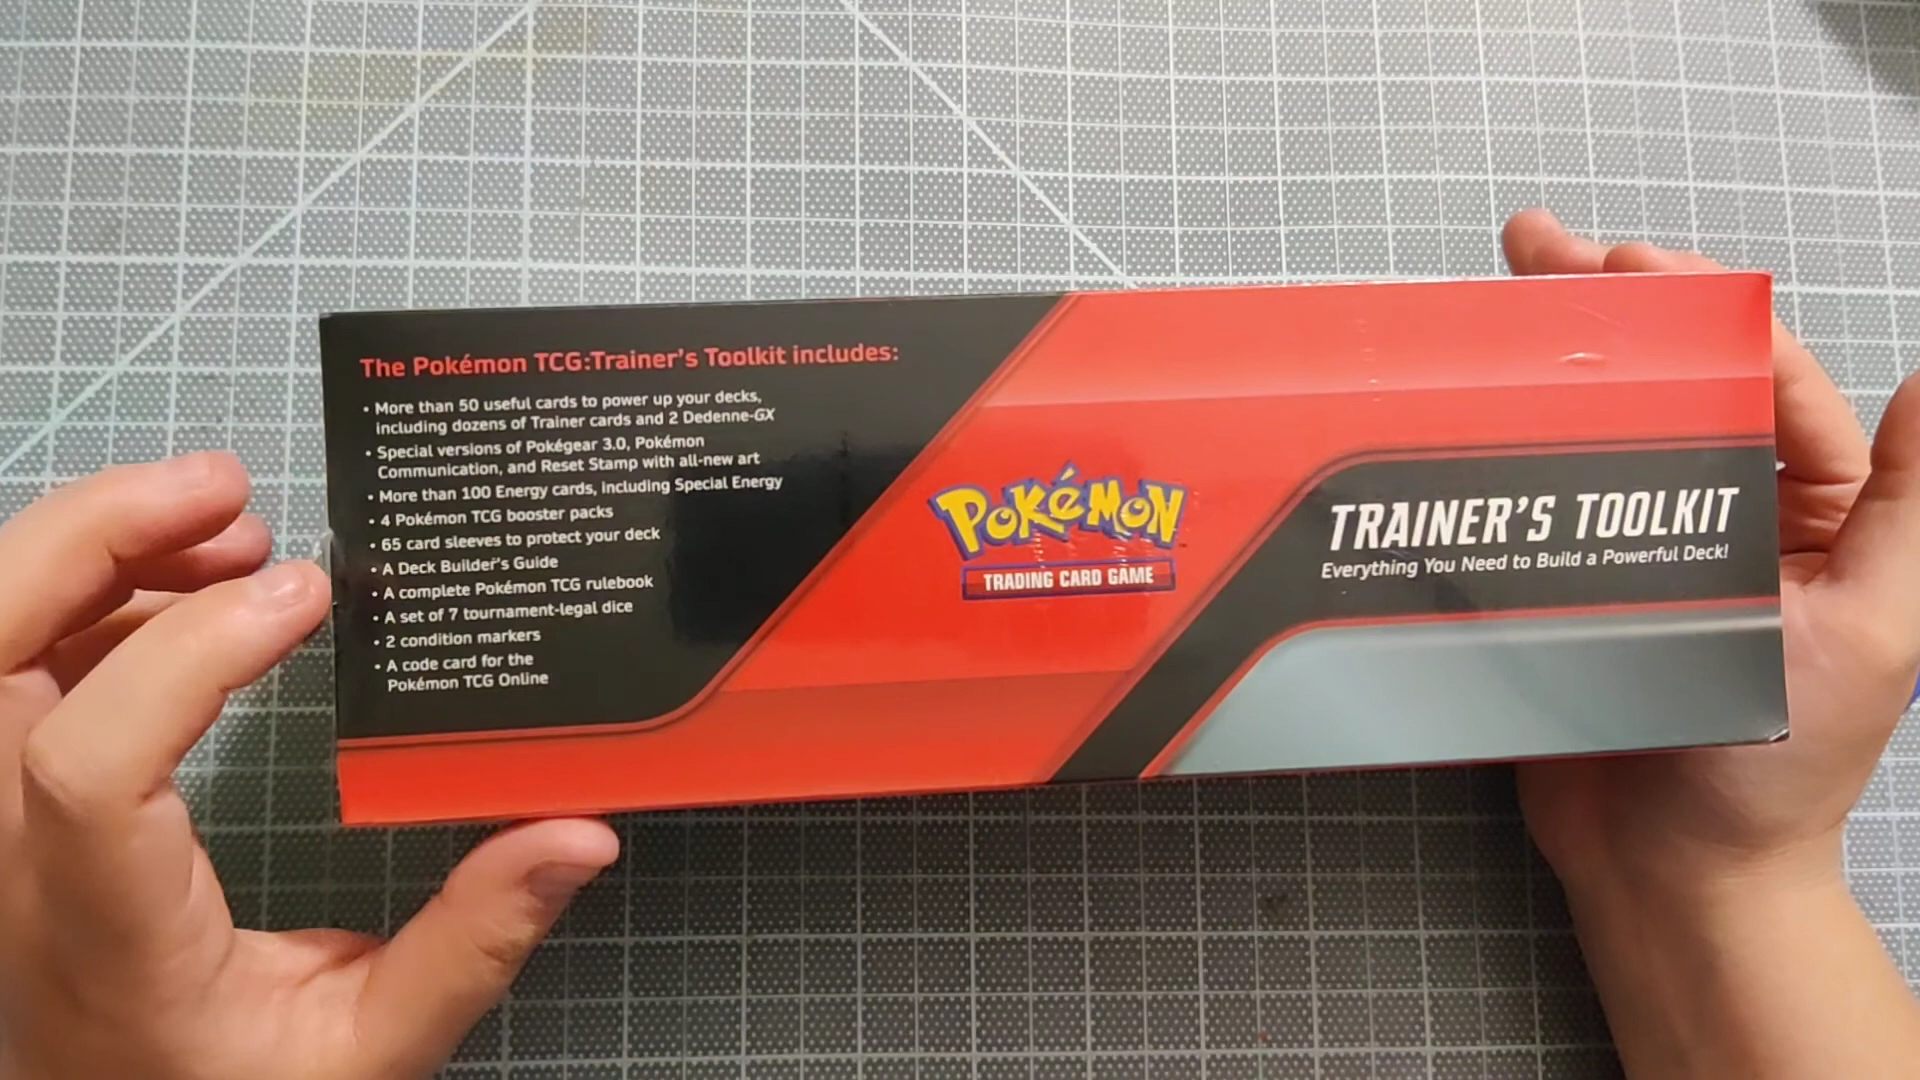 The Pokémon TCG:Trainer's Toolkit includes:
• More than 50 useful cards to power up your decks,
including dozens of Trainer cards and 2 Dedenne-GX
• Special versions of Pokégear 3.0, Pokémon
Communication, and Reset Stamp with all-new art
• More than 100 Energy cards, including Special Energy
• 4 Pokémon TCG booster packs
• 65 card sleeves to protect your deck
• A Deck Builder's Guide
• A complete Pokémon TCG rulebook
• A set of 7 tournament-legal dice
• 2 condition markers
• A code card for the
Pokémon TCG Online
POKéMON
TRADING CARD GAME
TRAINER'S TOOLKIT
Everything You Need to Build a Powerful Deck!